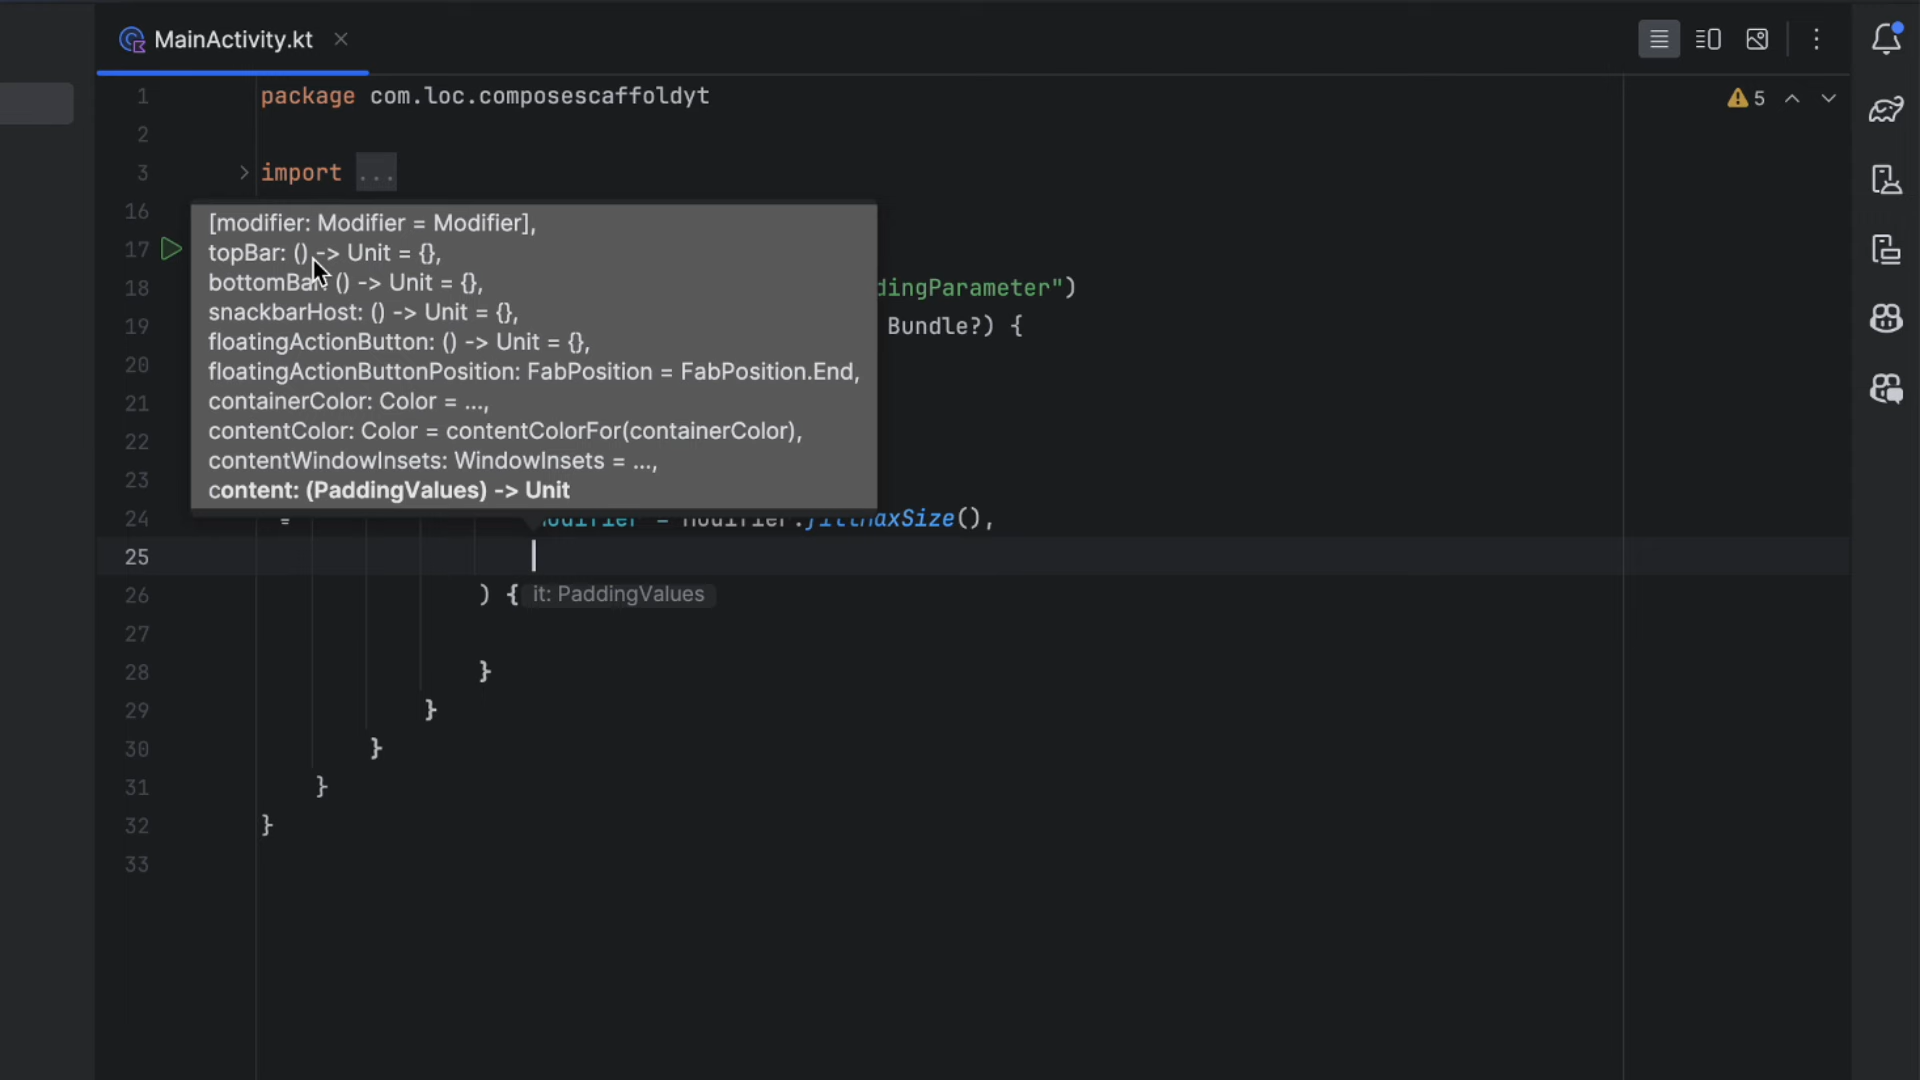 MainActivity.kt
1 package com.loc.composescaffoldyt
5
2
3 import ...
16
[modifier: Modifier = Modifier],
17
topBar: () -> Unit = {},
bottomBar: () -> Unit = {},
18 dingParameter")
snackbarHost: () -> Unit = {},
19 Bundle?) {
floatingActionButton: () -> Unit = {},
20
floatingActionButtonPosition: FabPosition = FabPosition.End,
21
containerColor: Color = ...,
22
contentColor: Color = contentColorFor(containerColor),
contentWindowInsets: WindowInsets = ...,
23
content: (PaddingValues) -> Unit
24 modifier = modifier.fillMaxSize(),
25
26 ) { it: PaddingValues
27
28 }
29 }
30 }
31 }
32 }
33